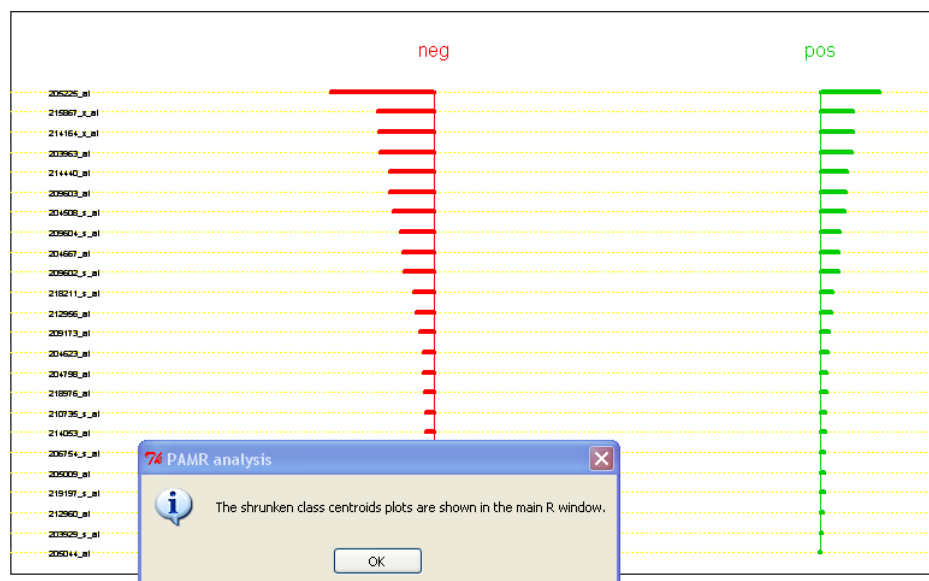 neg pos
205225_at
215867_s_at
214164_x_at
203963_at
214440_at
209603_at
204508_s_at
209604_s_at
204667_at
209602_s_at
218211_s_at
212956_at
209173_at
204623_at
204798_at
218976_at
210735_s_at
214053_at
206754_s_at
205009_at
219197_s_at
212960_at
203929_s_at
205044_at
PAMR analysis
The shrunken class centroids plots are shown in the main R window.
OK